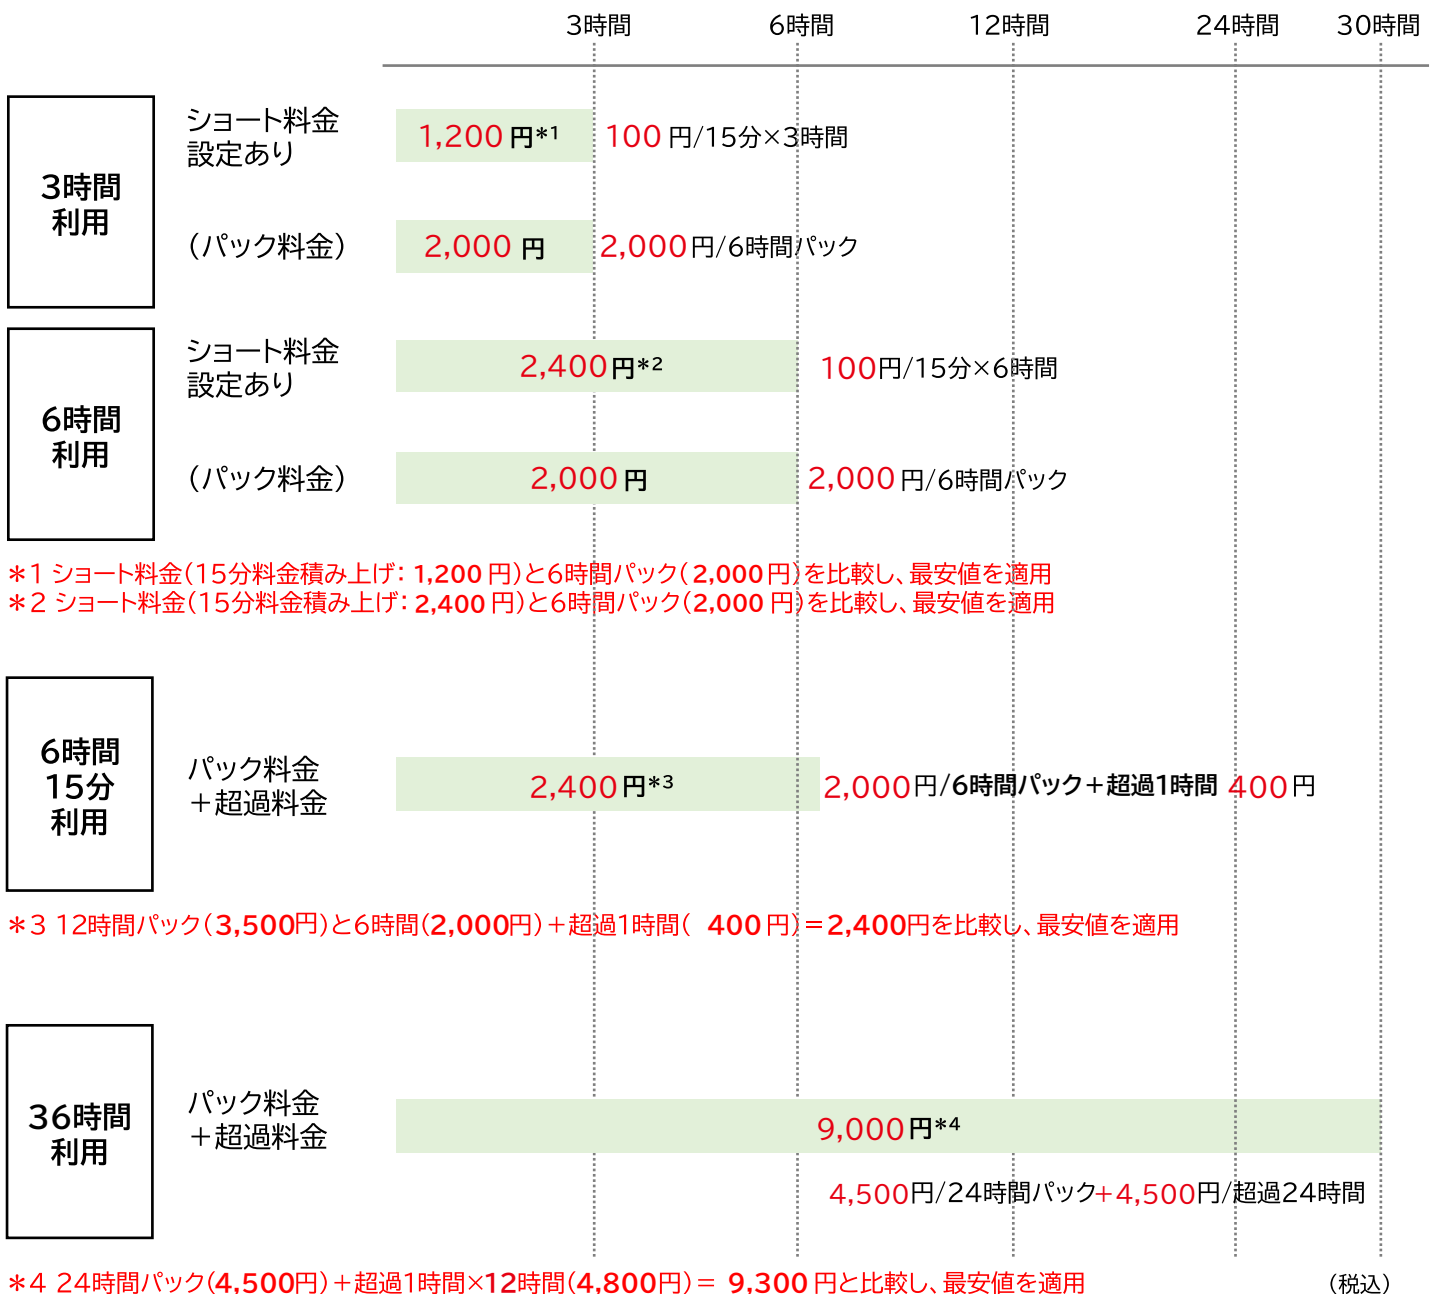 3時間 6時間 12時間 24時間 30時間
3時間
利用
ショート料金
設定あり
1,200 円*1 100 円/15分×3時間
（パック料金）
2,000 円 2,000 円/6時間パック
6時間
利用
ショート料金
設定あり
2,400 円*2 100円/15分×6時間
（パック料金）
2,000 円 2,000 円/6時間パック
＊1 ショート料金（15分料金積み上げ： 1,200 円）と6時間パック（2,000 円）を比較し、最安値を適用
＊2 ショート料金（15分料金積み上げ： 2,400 円）と6時間パック（2,000 円）を比較し、最安値を適用
6時間
15分
利用
パック料金
＋超過料金
2,400 円*3 2,000 円/6時間パック＋超過1時間 400 円
＊3 12時間パック（3,500円）と6時間（2,000円）＋超過1時間（ 400 円）＝2,400円を比較し、最安値を適用
36時間
利用
パック料金
＋超過料金
9,000 円*4
4,500円/24時間パック+4,500円/超過24時間
＊4 24時間パック（4,500円）＋超過1時間×12時間（4,800円）＝ 9,300 円と比較し、最安値を適用
（税込）